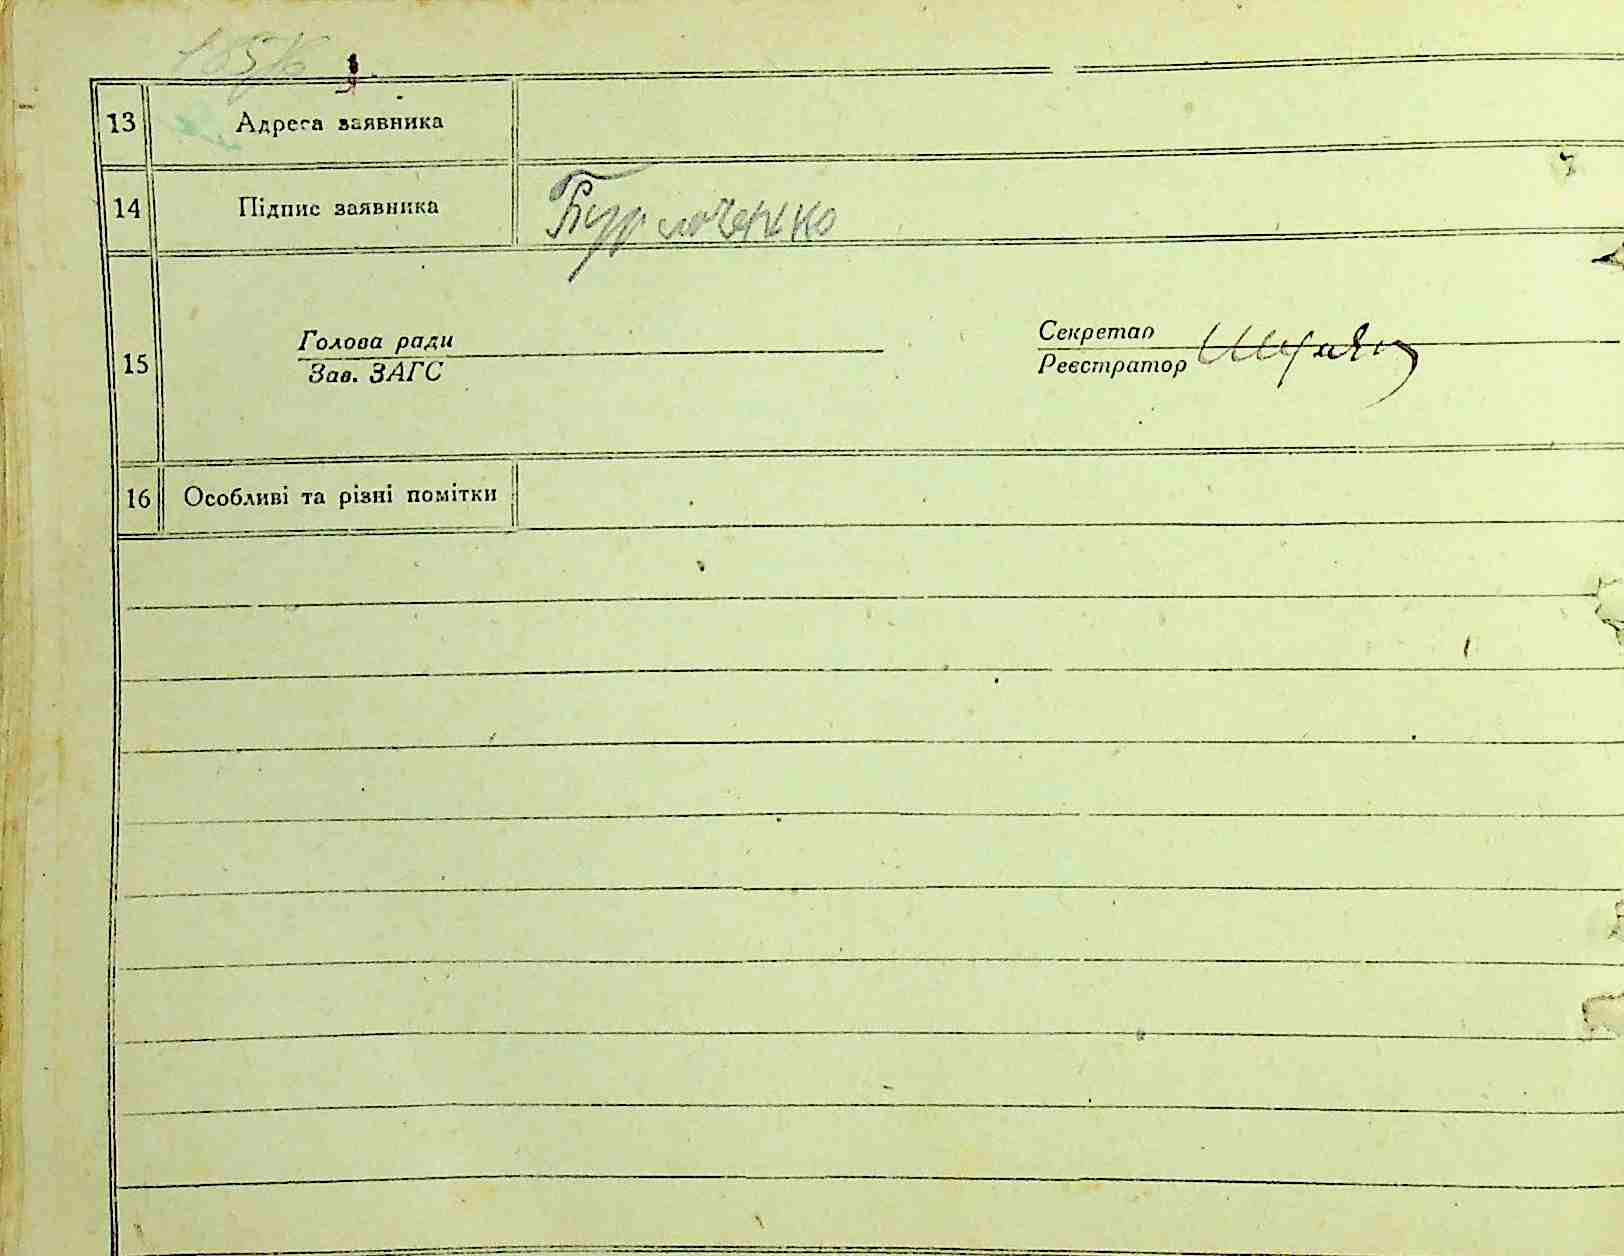 13 Адреса заявника
14 Підпис заявника Бурлаченко
Голова ради Секретар
15
Зав. ЗАГС Реєстратор
16 Особливі та різні помітки